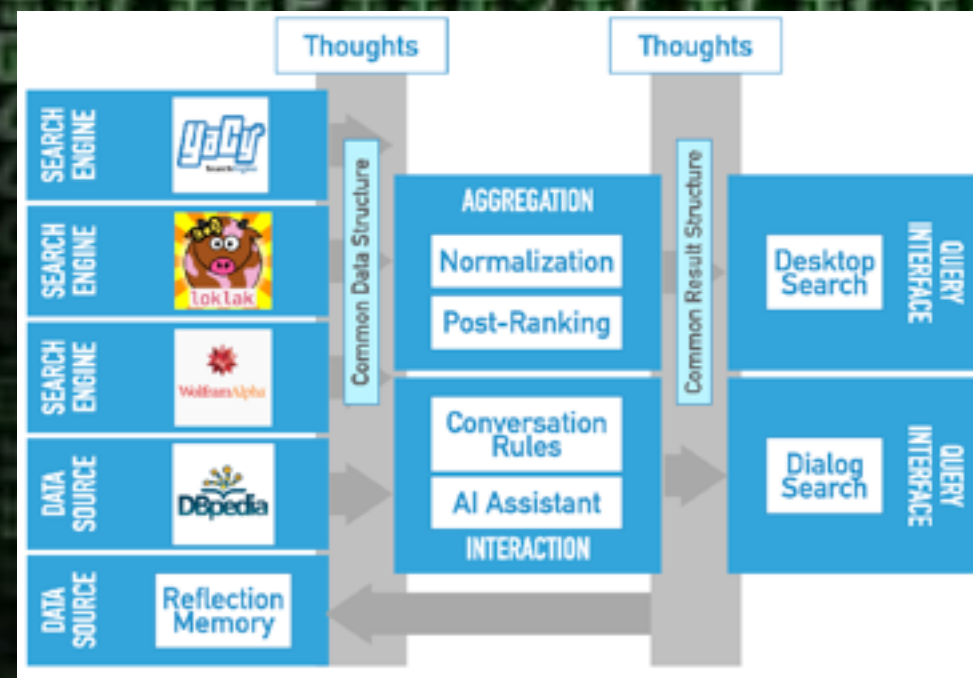 Thoughts
Thoughts
SEARCH
ENGINE
YaCy
SEARCH
ENGINE
loklak
SEARCH
ENGINE
WolframAlpha
DATA
SOURCE
DBpedia
DATA
SOURCE
Reflection
Memory
Common Data Structure
AGGREGATION
Normalization
Post-Ranking
Conversation
Rules
AI Assistant
INTERACTION
Common Result Structure
Desktop
Search
QUERY
INTERFACE
Dialog
Search
QUERY
INTERFACE